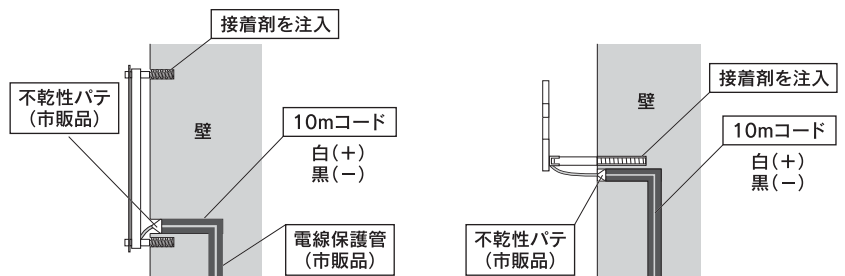 接着剤を注入
不乾性パテ
(市販品)
壁
10mコード
白(+)
黒(−)
電線保護管
(市販品)
接着剤を注入
壁
10mコード
白(+)
黒(−)
不乾性パテ
(市販品)